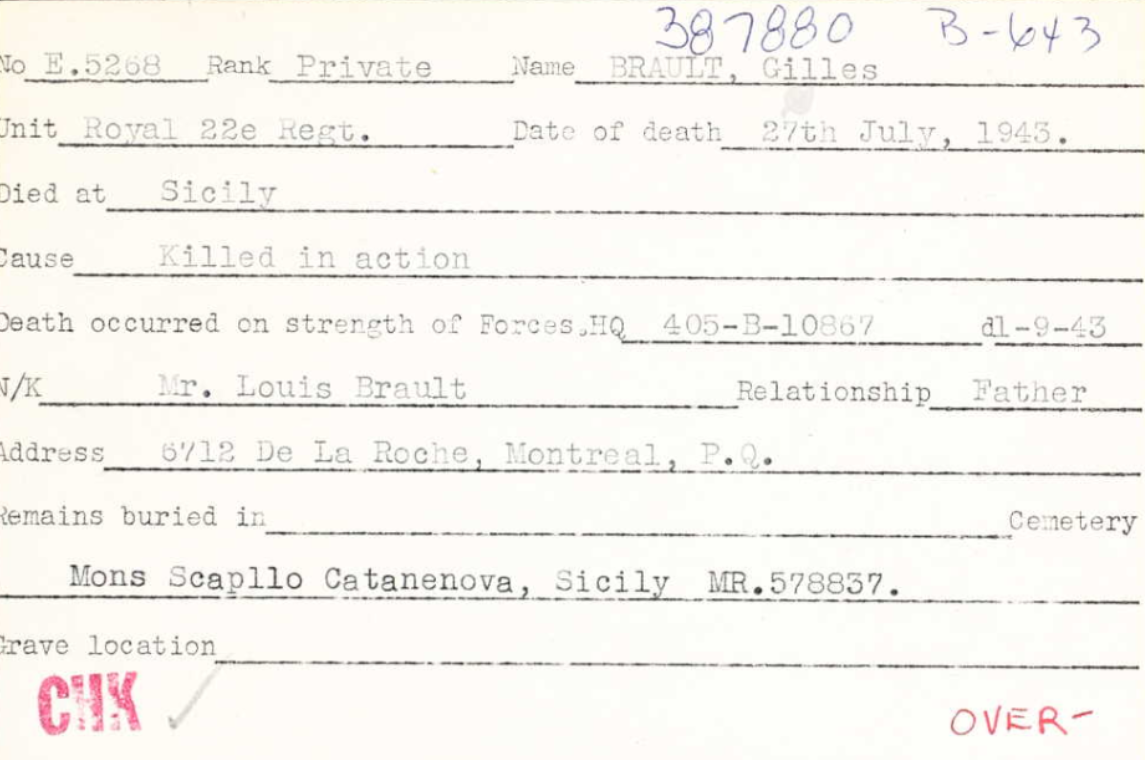 387880 B-643
No E.5268 Rank Private Name BRAULT, Gilles
Unit Royal 22e Regt. Date of death 27th July, 1943.
Died at Sicily
Cause Killed in action
Death occurred on strength of Forces.HQ 405-B-10867 d1-9-43
N/K Mr. Louis Brault Relationship Father
Address 6712 De La Roche, Montreal, P.Q.
Remains buried in Cemetery
Mons Scapllo Catanenova, Sicily MR.578837.
Grave location
CHK ✓
OVER-